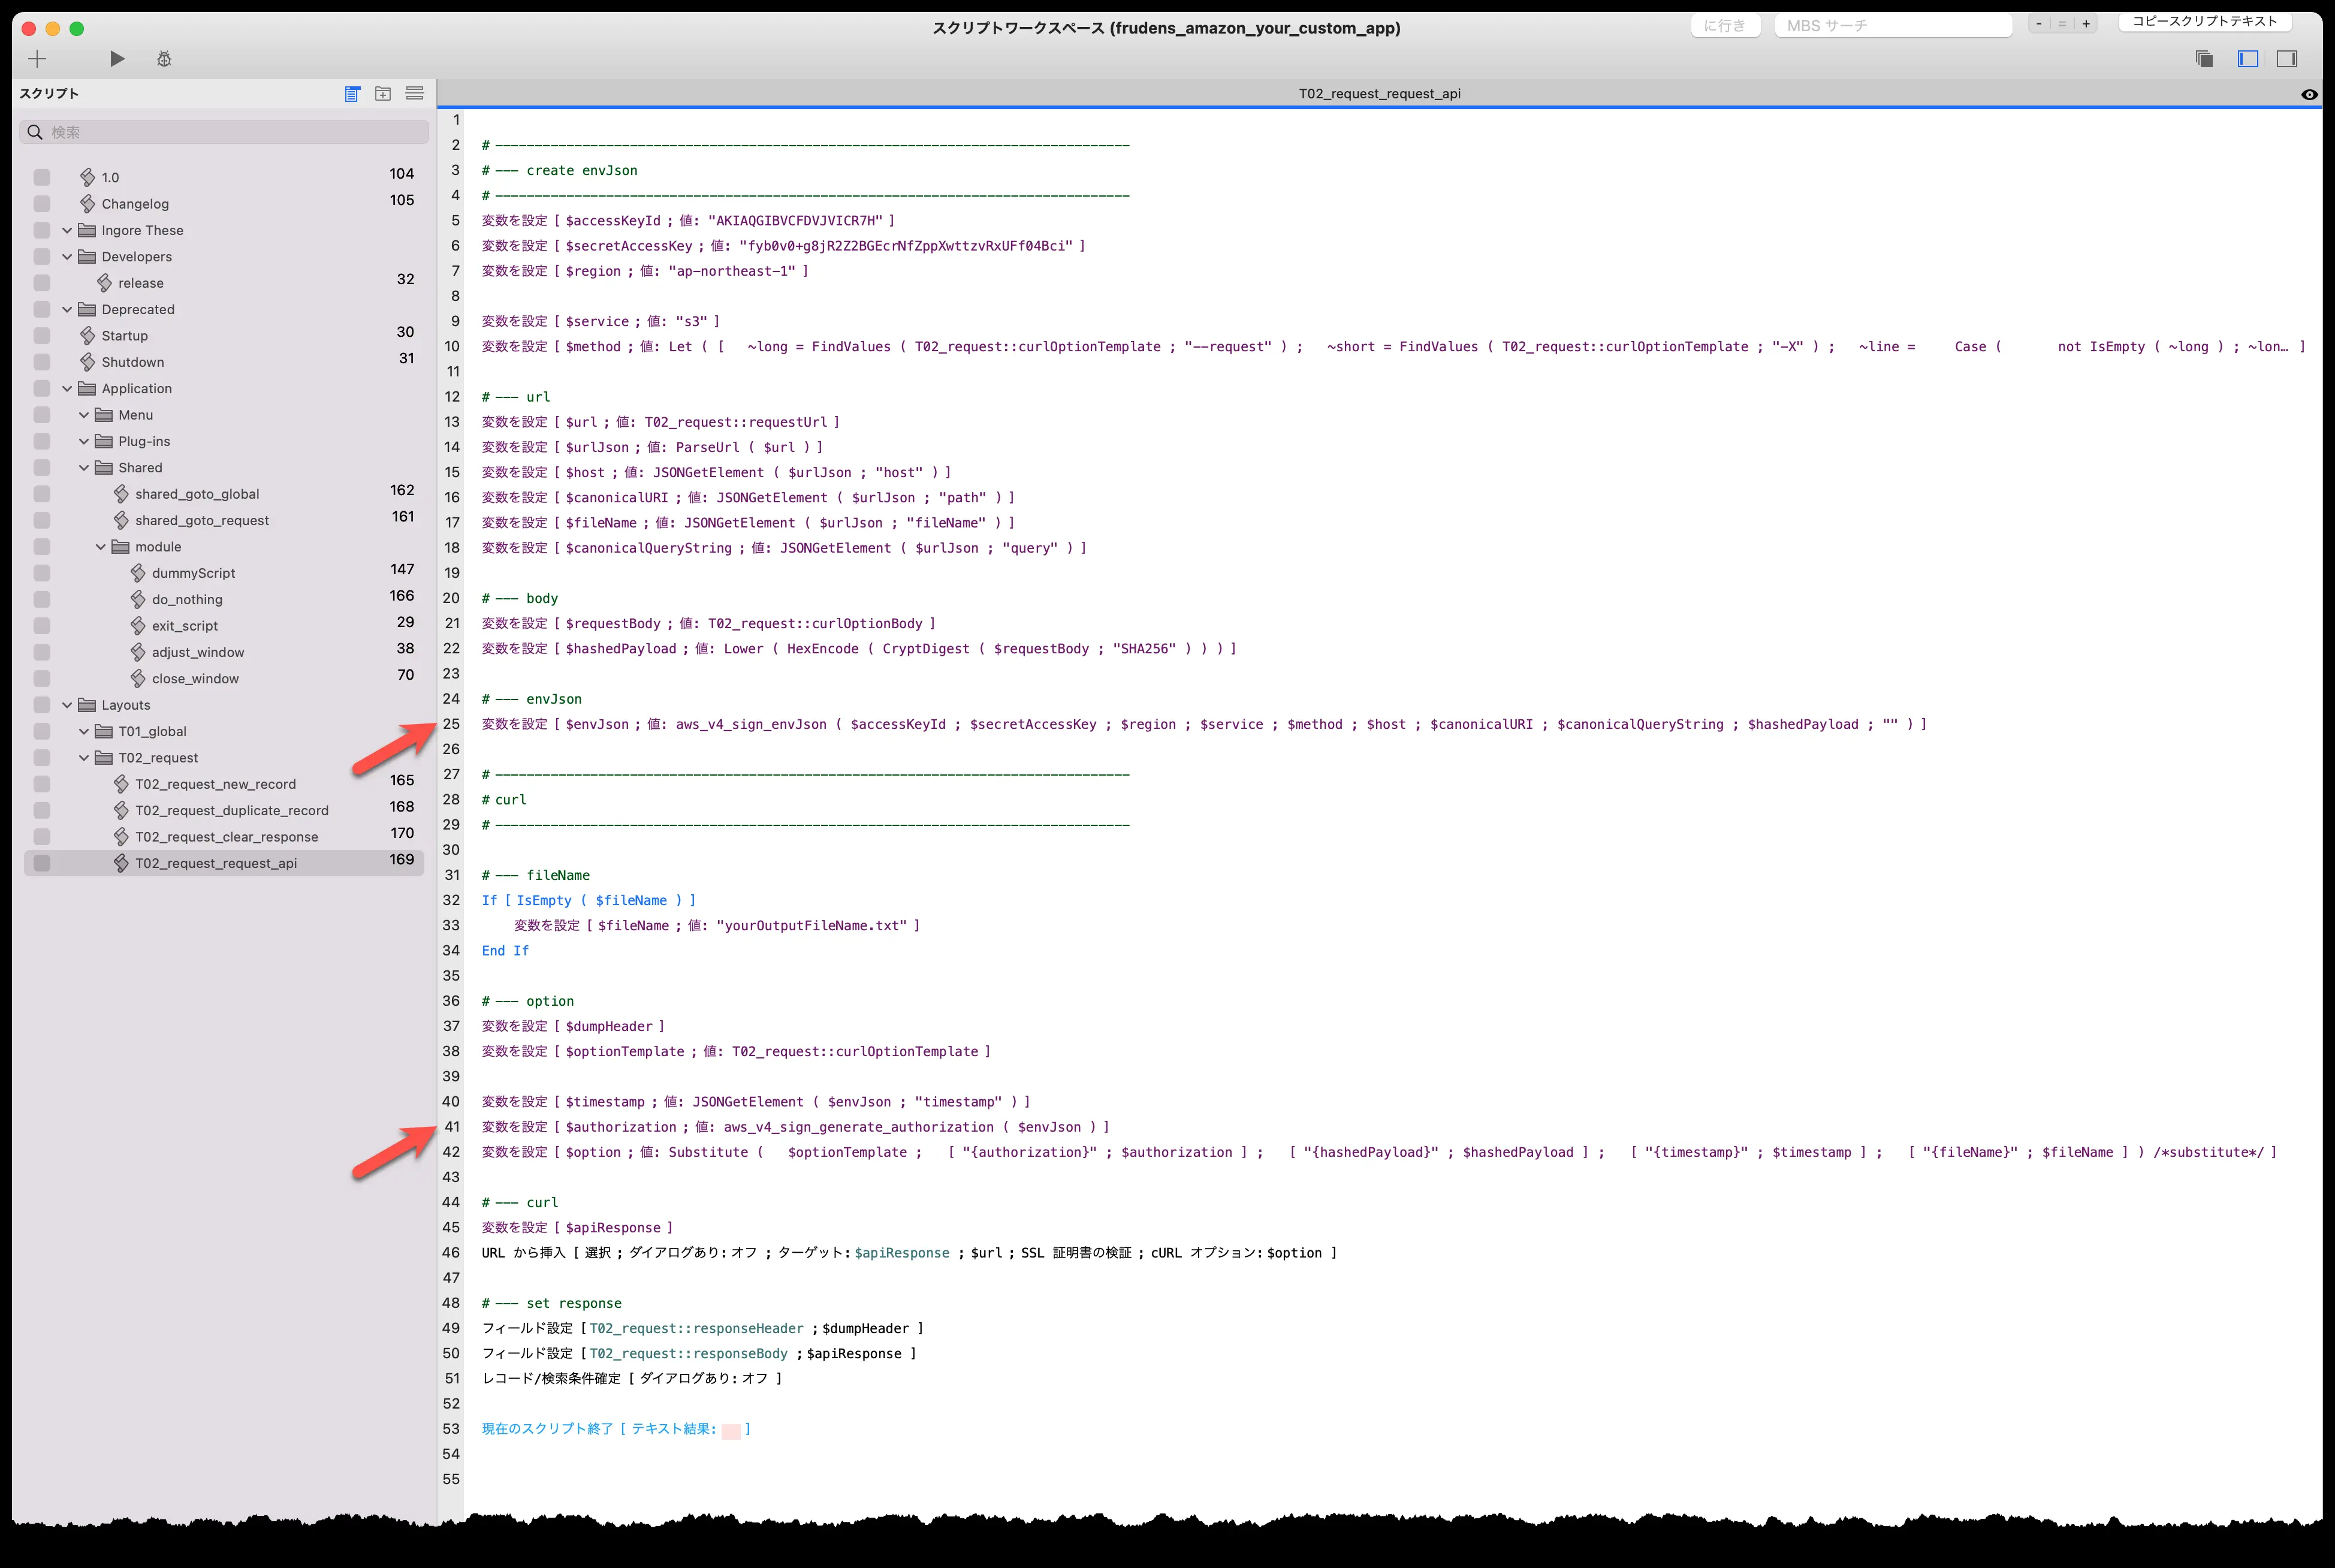 スクリプトワークスペース (frudens_amazon_your_custom_app)
に行き
MBS サーチ
- = +
コピースクリプトテキスト
スクリプト
検索
1.0 104
Changelog 105
Ingore These
Developers
release 32
Deprecated
Startup 30
Shutdown 31
Application
Menu
Plug-ins
Shared
shared_goto_global 162
shared_goto_request 161
module
dummyScript 147
do_nothing 166
exit_script 29
adjust_window 38
close_window 70
Layouts
T01_global
T02_request
T02_request_new_record 165
T02_request_duplicate_record 168
T02_request_clear_response 170
T02_request_request_api 169
T02_request_request_api
1
2 # --------------------------------------------------------------------------------
3 # --- create envJson
4 # --------------------------------------------------------------------------------
5 変数を設定 [ $accessKeyId ; 値: "AKIAQGIBVCFDVJVICR7H" ]
6 変数を設定 [ $secretAccessKey ; 値: "fyb0v0+g8jR2Z2BGEcrNfZppXwttzvRxUFf04Bci" ]
7 変数を設定 [ $region ; 値: "ap-northeast-1" ]
8
9 変数を設定 [ $service ; 値: "s3" ]
10 変数を設定 [ $method ; 値: Let ( [ ~long = FindValues ( T02_request::curlOptionTemplate ; "--request" ) ; ~short = FindValues ( T02_request::curlOptionTemplate ; "-X" ) ; ~line = Case ( not IsEmpty ( ~long ) ; ~lon… ]
11
12 # --- url
13 変数を設定 [ $url ; 値: T02_request::requestUrl ]
14 変数を設定 [ $urlJson ; 値: ParseUrl ( $url ) ]
15 変数を設定 [ $host ; 値: JSONGetElement ( $urlJson ; "host" ) ]
16 変数を設定 [ $canonicalURI ; 値: JSONGetElement ( $urlJson ; "path" ) ]
17 変数を設定 [ $fileName ; 値: JSONGetElement ( $urlJson ; "fileName" ) ]
18 変数を設定 [ $canonicalQueryString ; 値: JSONGetElement ( $urlJson ; "query" ) ]
19
20 # --- body
21 変数を設定 [ $requestBody ; 値: T02_request::curlOptionBody ]
22 変数を設定 [ $hashedPayload ; 値: Lower ( HexEncode ( CryptDigest ( $requestBody ; "SHA256" ) ) ) ]
23
24 # --- envJson
25 変数を設定 [ $envJson ; 値: aws_v4_sign_envJson ( $accessKeyId ; $secretAccessKey ; $region ; $service ; $method ; $host ; $canonicalURI ; $canonicalQueryString ; $hashedPayload ; "" ) ]
26
27 # --------------------------------------------------------------------------------
28 # curl
29 # --------------------------------------------------------------------------------
30
31 # --- fileName
32 If [ IsEmpty ( $fileName ) ]
33 変数を設定 [ $fileName ; 値: "yourOutputFileName.txt" ]
34 End If
35
36 # --- option
37 変数を設定 [ $dumpHeader ]
38 変数を設定 [ $optionTemplate ; 値: T02_request::curlOptionTemplate ]
39
40 変数を設定 [ $timestamp ; 値: JSONGetElement ( $envJson ; "timestamp" ) ]
41 変数を設定 [ $authorization ; 値: aws_v4_sign_generate_authorization ( $envJson ) ]
42 変数を設定 [ $option ; 値: Substitute ( $optionTemplate ; [ "{authorization}" ; $authorization ] ; [ "{hashedPayload}" ; $hashedPayload ] ; [ "{timestamp}" ; $timestamp ] ; [ "{fileName}" ; $fileName ] ) /*substitute*/ ]
43
44 # --- curl
45 変数を設定 [ $apiResponse ]
46 URL から挿入 [ 選択 ; ダイアログあり: オフ ; ターゲット: $apiResponse ; $url ; SSL 証明書の検証 ; cURL オプション: $option ]
47
48 # --- set response
49 フィールド設定 [ T02_request::responseHeader ; $dumpHeader ]
50 フィールド設定 [ T02_request::responseBody ; $apiResponse ]
51 レコード/検索条件確定 [ ダイアログあり: オフ ]
52
53 現在のスクリプト終了 [ テキスト結果: ]
54
55